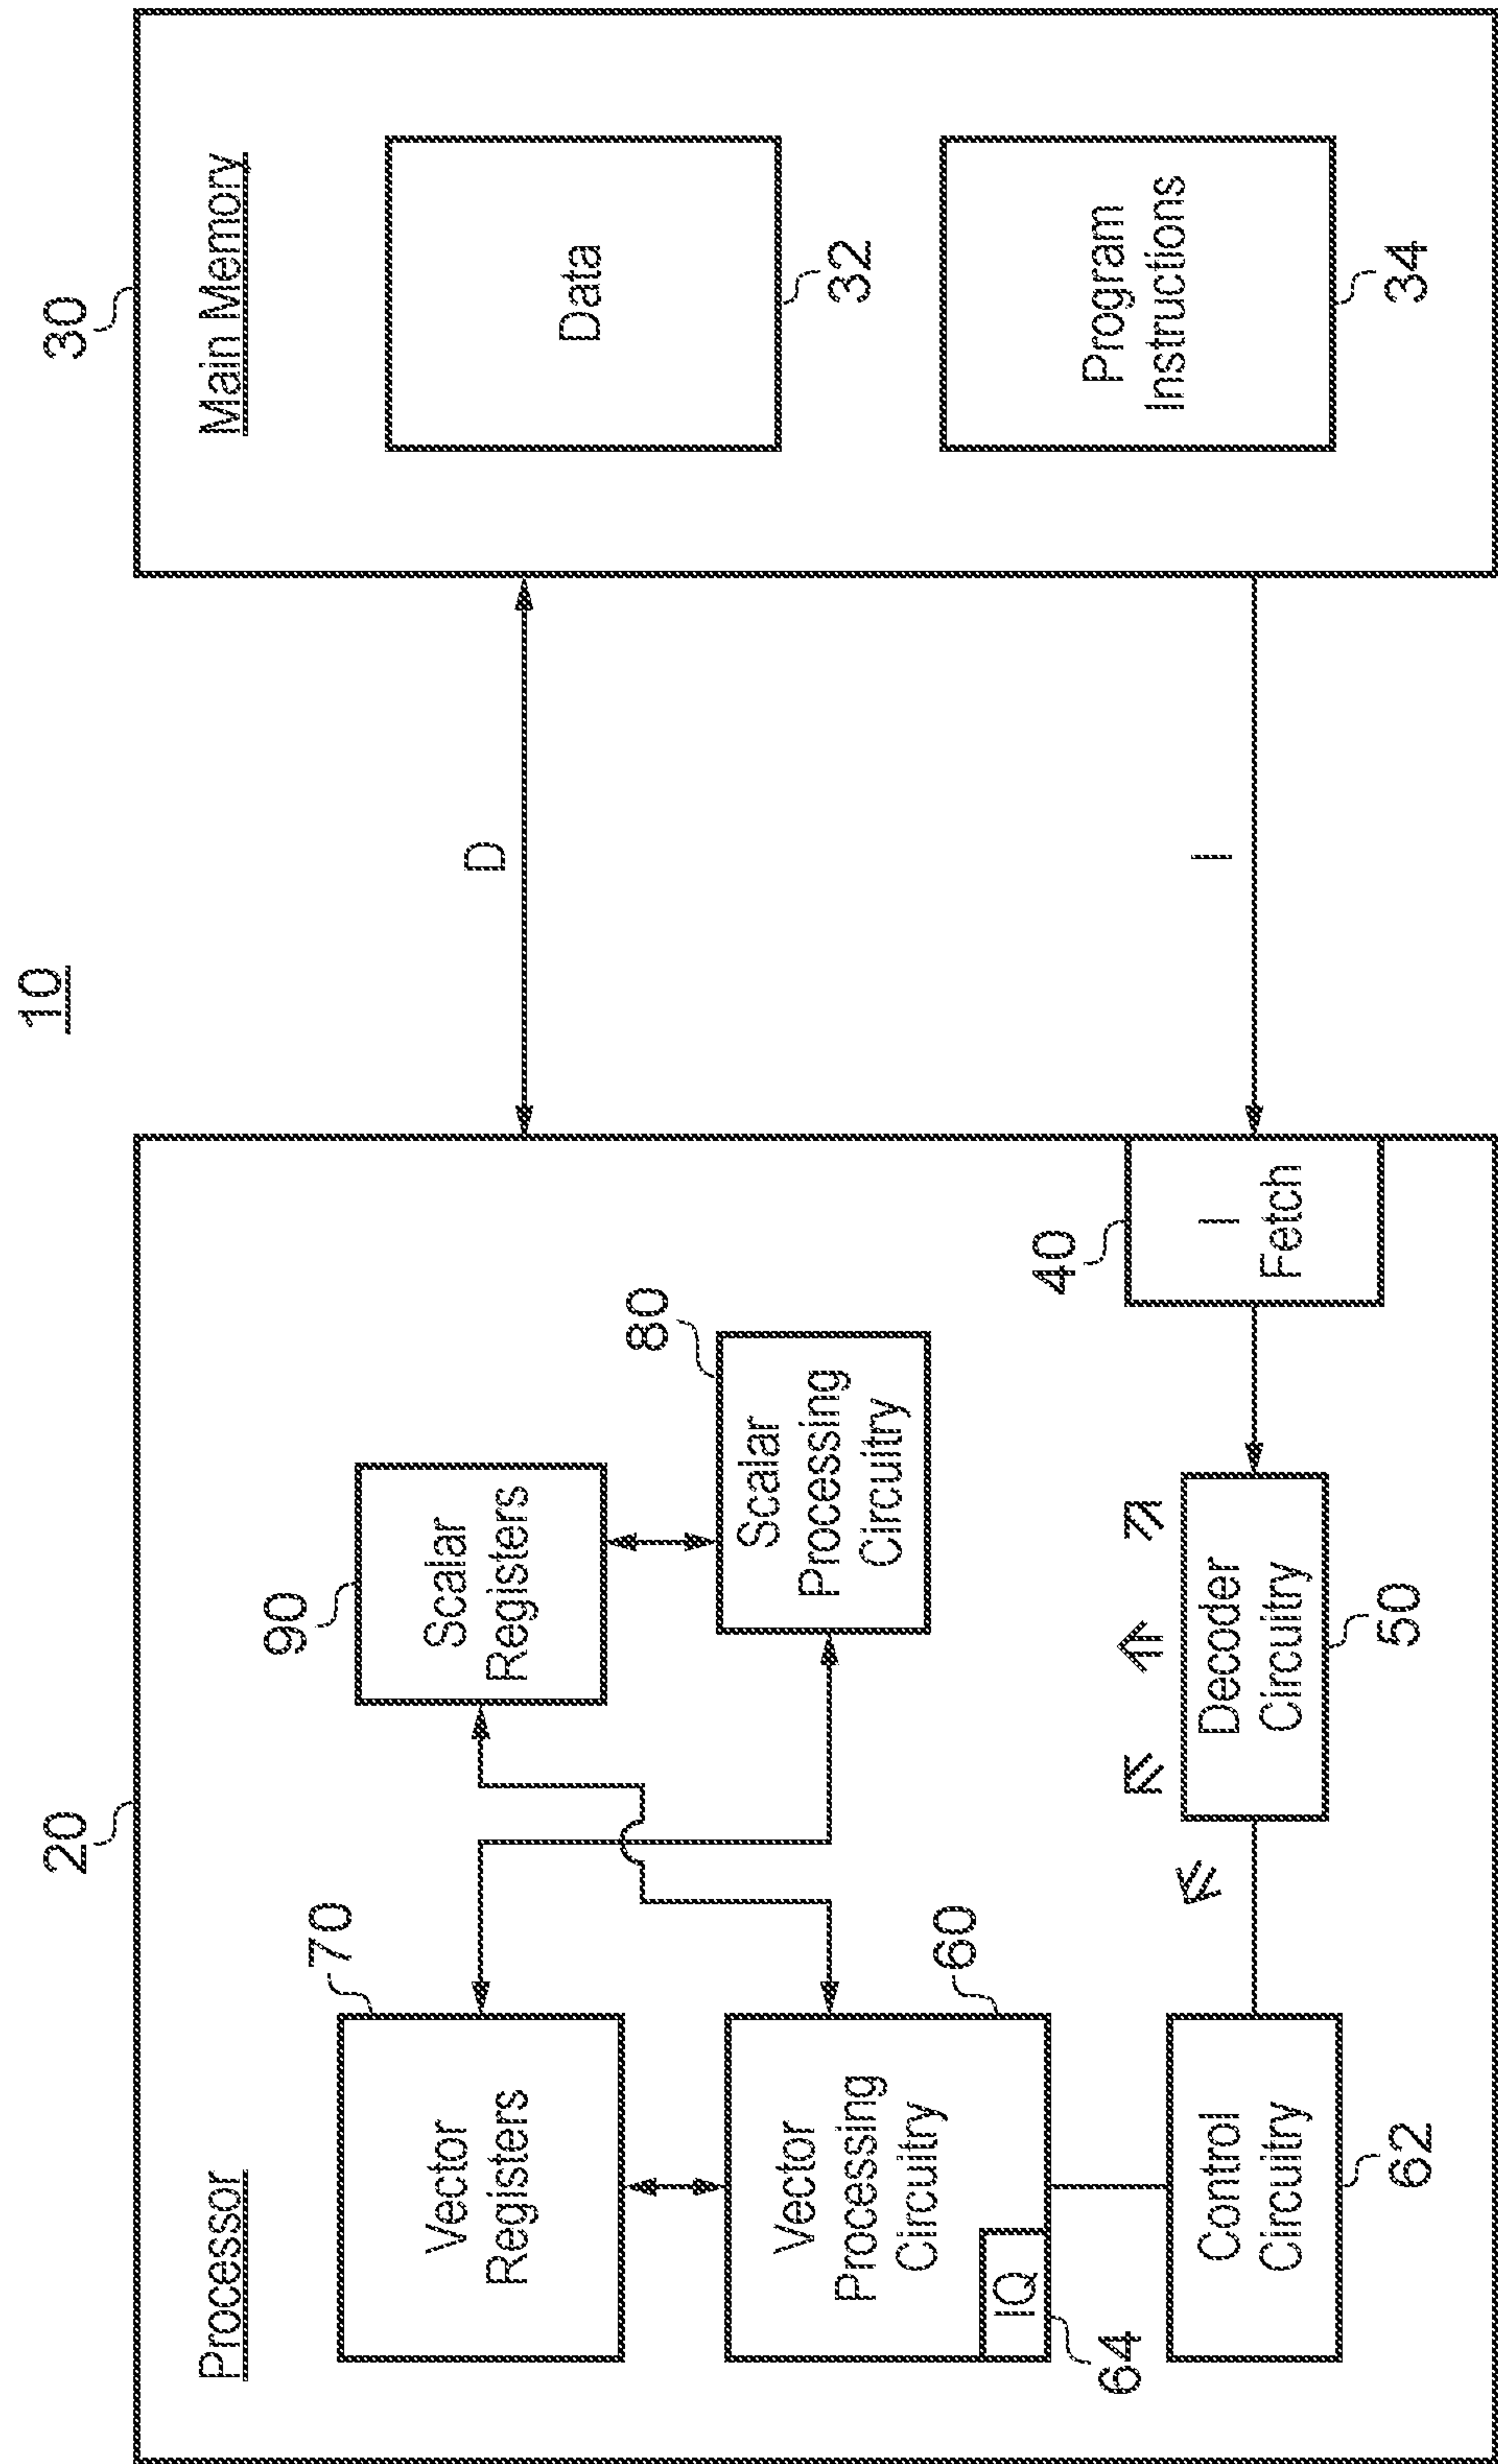 10
20
30
Processor
Main Memory
70
Vector
Registers
90
Scalar
Registers
D
Data
32
Vector
Processing
Circuitry
60
IQ
64
80
Scalar
Processing
Circuitry
40
I
Fetch
I
Program
Instructions
34
Control
Circuitry
62
Decoder
Circuitry
50